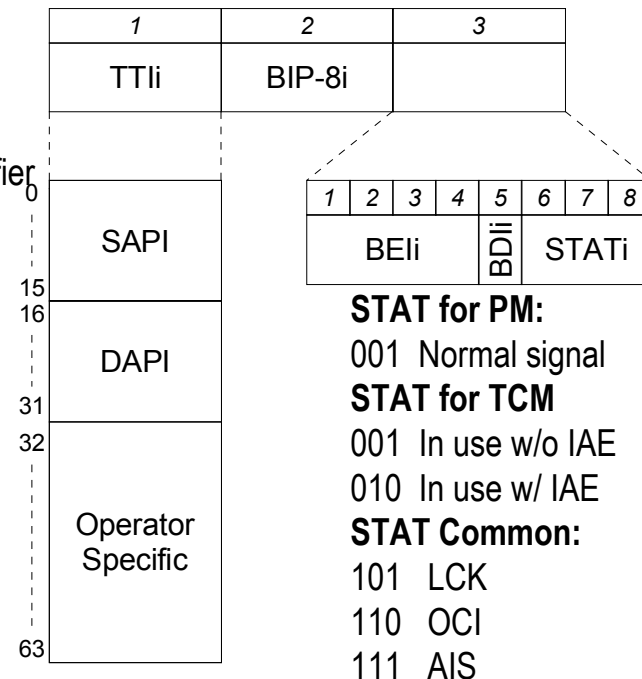 1 2 3
TTIi BIP-8i
0
SAPI
15
16
DAPI
31
32
Operator
Specific
63
1 2 3 4 5 6 7 8
BEIi BDIi STATi
STAT for PM:
001 Normal signal
STAT for TCM
001 In use w/o IAE
010 In use w/ IAE
STAT Common:
101 LCK
110 OCI
111 AIS